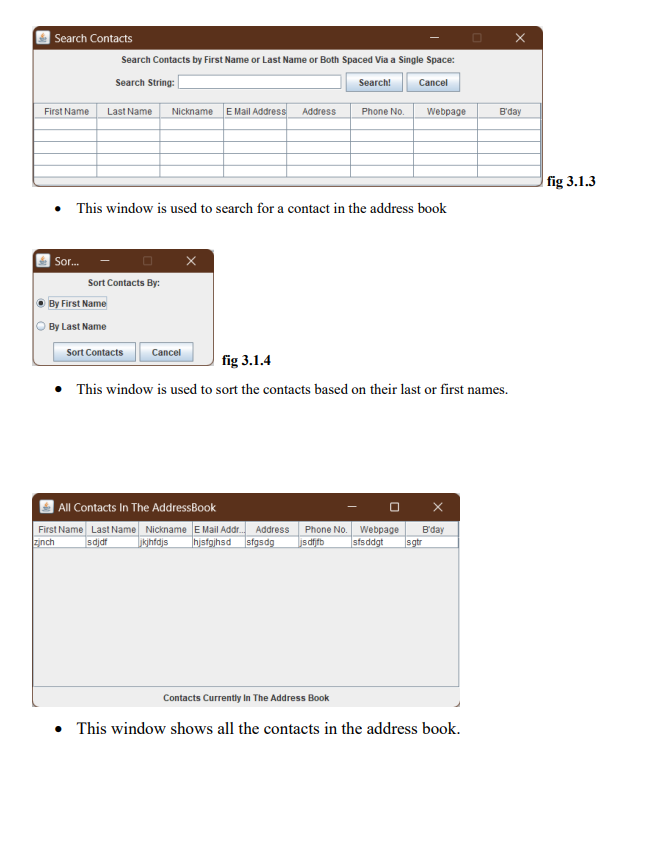 Search Contacts
Search Contacts by First Name or Last Name or Both Spaced Via a Single Space:
Search String: Search! Cancel
First Name Last Name Nickname E Mail Address Address Phone No. Webpage B'day
fig 3.1.3
• This window is used to search for a contact in the address book
Sor...
Sort Contacts By:
By First Name
By Last Name
Sort Contacts Cancel
fig 3.1.4
• This window is used to sort the contacts based on their last or first names.
All Contacts In The AddressBook
First Name Last Name Nickname E Mail Addr... Address Phone No. Webpage B'day
zjnch sdjdf jkjhfdjs hjsfgjhsd sfgsdg jsdfjfb sfsddgt sgtr
Contacts Currently In The Address Book
• This window shows all the contacts in the address book.